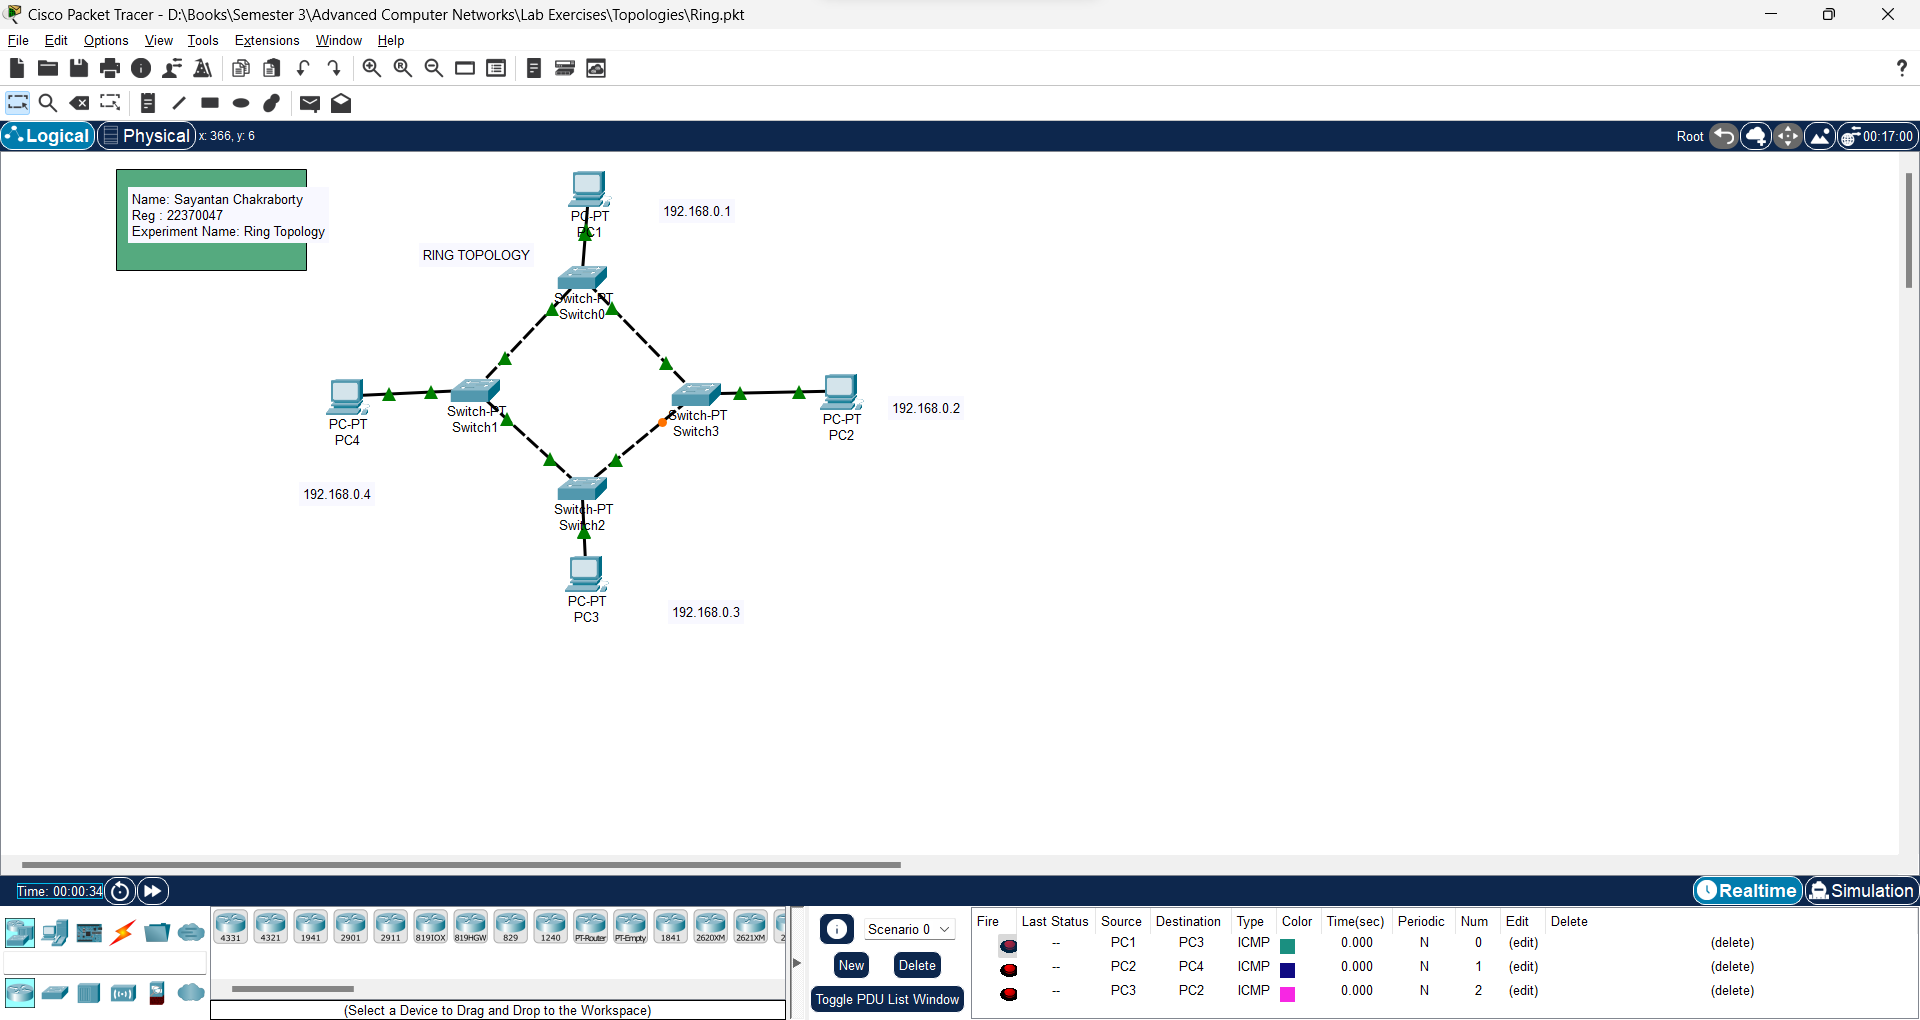 Cisco Packet Tracer - D:\Books\Semester 3\Advanced Computer Networks\Lab Exercises\Topologies\Ring.pkt
File Edit Options View Tools Extensions Window Help
?
Logical Physical x: 366, y: 6 Root 00:17:00
Name: Sayantan Chakraborty
Reg : 22370047
Experiment Name: Ring Topology
PC-PT
PC1
192.168.0.1
RING TOPOLOGY
Switch-PT
Switch0
PC-PT
PC4
Switch-PT
Switch1
Switch-PT
Switch3
PC-PT
PC2
192.168.0.2
192.168.0.4
Switch-PT
Switch2
PC-PT
PC3
192.168.0.3
Time: 00:00:34 Realtime Simulation
4331 4321 1941 2901 2911 819IOX 819HGW 829 1240 PT-Router PT-Empty 1841 2620XM 2621XM 2
(Select a Device to Drag and Drop to the Workspace)
Scenario 0
New Delete
Toggle PDU List Window
Fire Last Status Source Destination Type Color Time(sec) Periodic Num Edit Delete
-- PC1 PC3 ICMP 0.000 N 0 (edit) (delete)
-- PC2 PC4 ICMP 0.000 N 1 (edit) (delete)
-- PC3 PC2 ICMP 0.000 N 2 (edit) (delete)